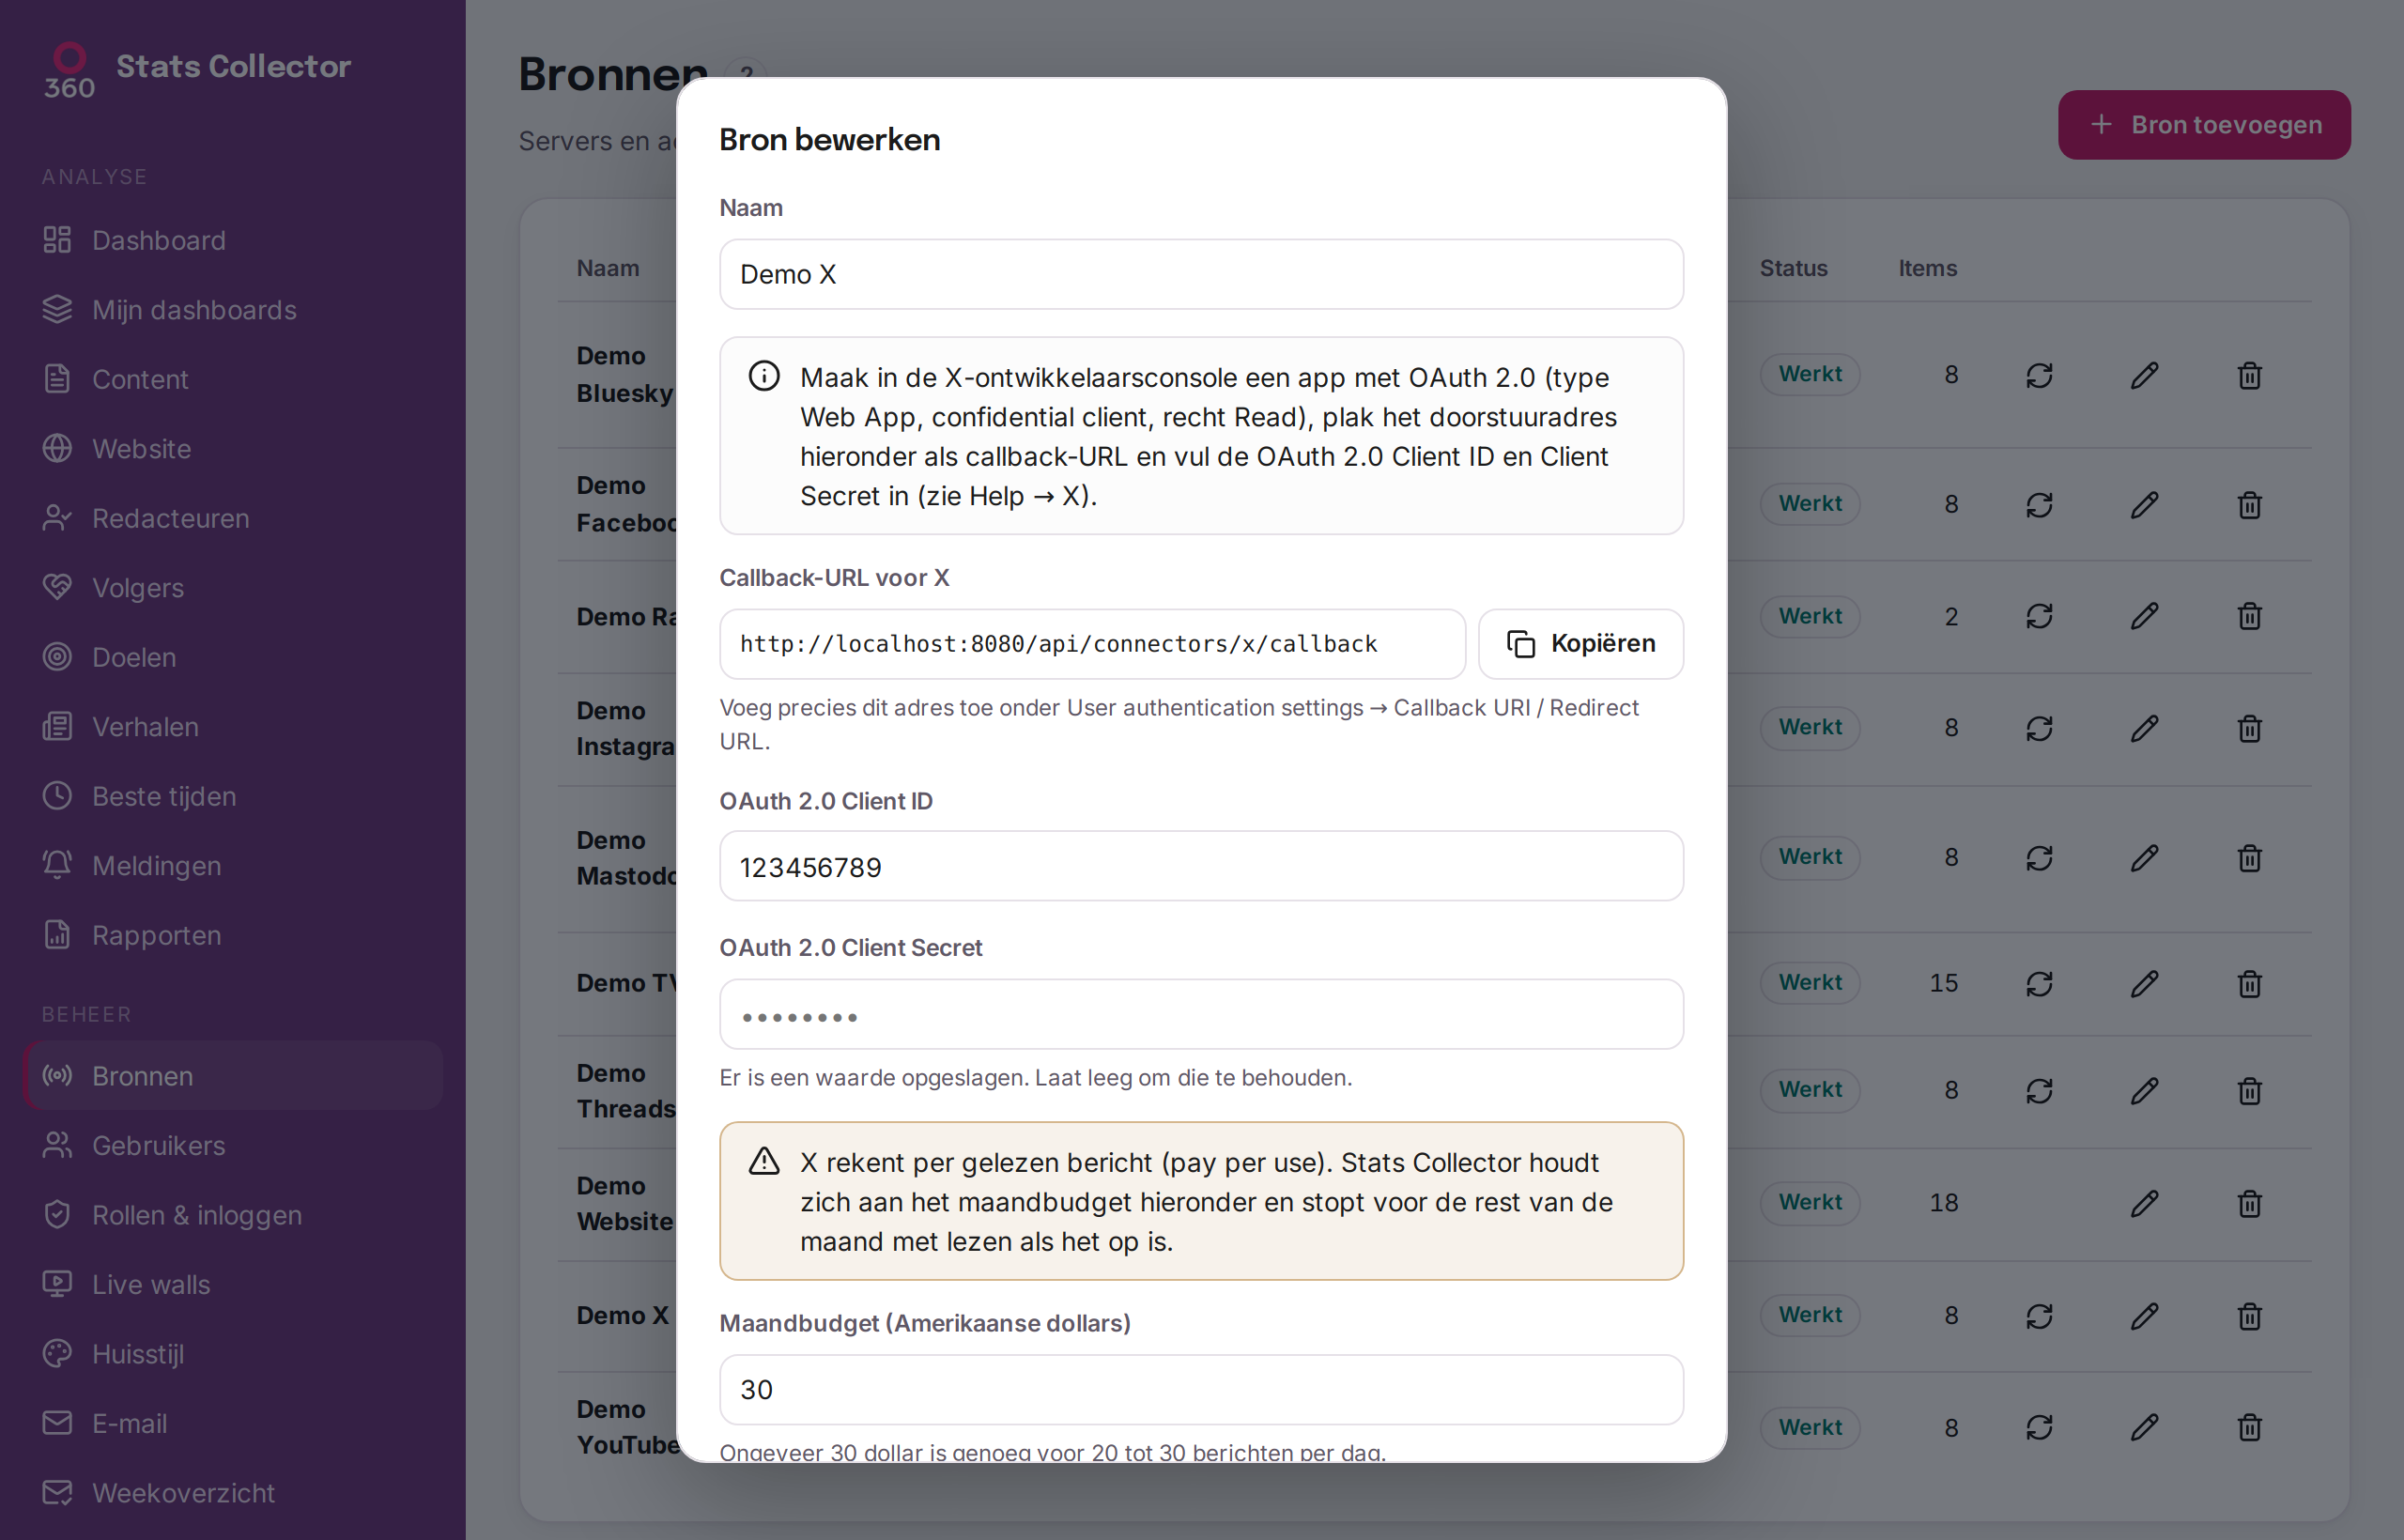 360
Stats Collector
ANALYSE
Dashboard
Mijn dashboards
Content
Website
Redacteuren
Volgers
Doelen
Verhalen
Beste tijden
Meldingen
Rapporten
BEHEER
Bronnen
Gebruikers
Rollen & inloggen
Live walls
Huisstijl
E-mail
Weekoverzicht
Bronnen
Servers en
+ Bron toevoegen
Naam
Status
Items
Demo
Bluesky
Werkt
8
Demo
Werkt
8
Demo
Werkt
2
Demo
Werkt
8
Demo
Werkt
8
Demo
Werkt
15
Demo
Threads
Werkt
8
Demo
Website
Werkt
18
Demo X
Werkt
8
Demo
YouTube
Werkt
8
Bron bewerken
Naam
Demo X
Maak in de X-ontwikkelaarsconsole een app met OAuth 2.0 (type
Web App, confidential client, recht Read), plak het doorstuuradres
hieronder als callback-URL en vul de OAuth 2.0 Client ID en Client
Secret in (zie Help → X).
Callback-URL voor X
http://localhost:8080/api/connectors/x/callback
Kopiëren
Voeg precies dit adres toe onder User authentication settings → Callback URI / Redirect
URL.
OAuth 2.0 Client ID
123456789
OAuth 2.0 Client Secret
••••••••
Er is een waarde opgeslagen. Laat leeg om die te behouden.
X rekent per gelezen bericht (pay per use). Stats Collector houdt
zich aan het maandbudget hieronder en stopt voor de rest van de
maand met lezen als het op is.
Maandbudget (Amerikaanse dollars)
30
Ongeveer 30 dollar is genoeg voor 20 tot 30 berichten per dag.